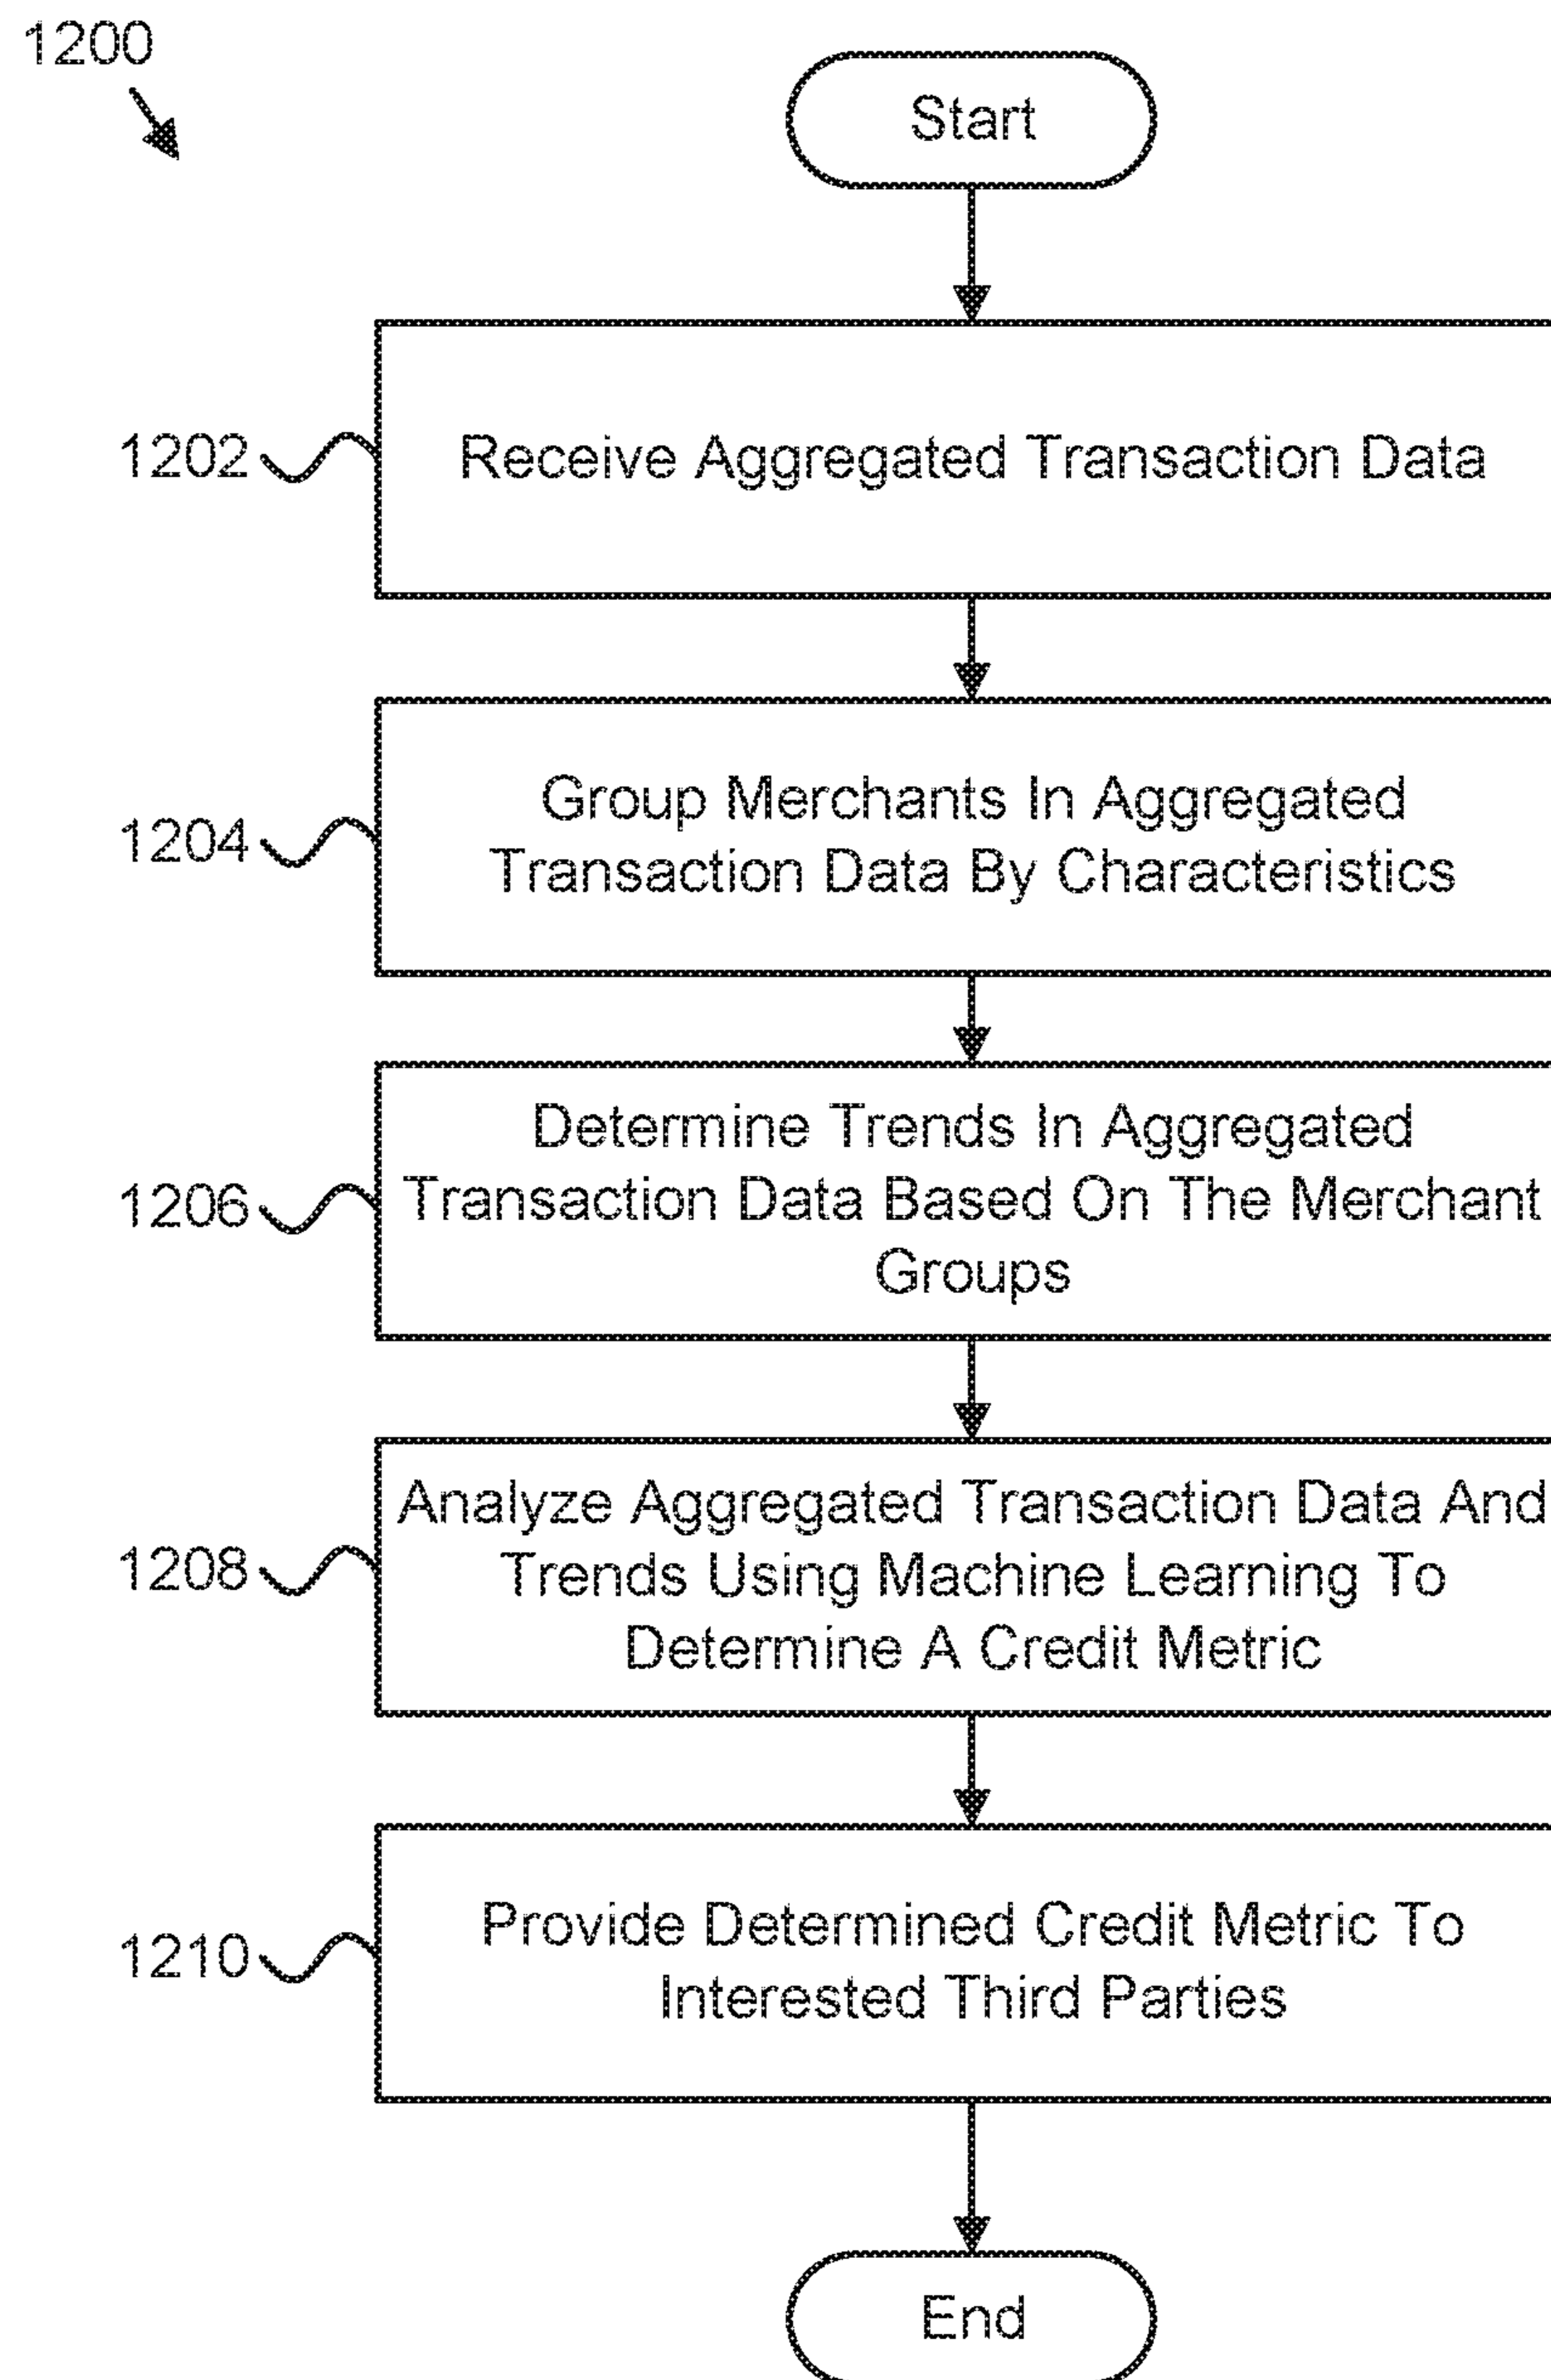 1200
Start
1202
Receive Aggregated Transaction Data
1204
Group Merchants In Aggregated
Transaction Data By Characteristics
1206
Determine Trends In Aggregated
Transaction Data Based On The Merchant
Groups
1208
Analyze Aggregated Transaction Data And
Trends Using Machine Learning To
Determine A Credit Metric
1210
Provide Determined Credit Metric To
Interested Third Parties
End